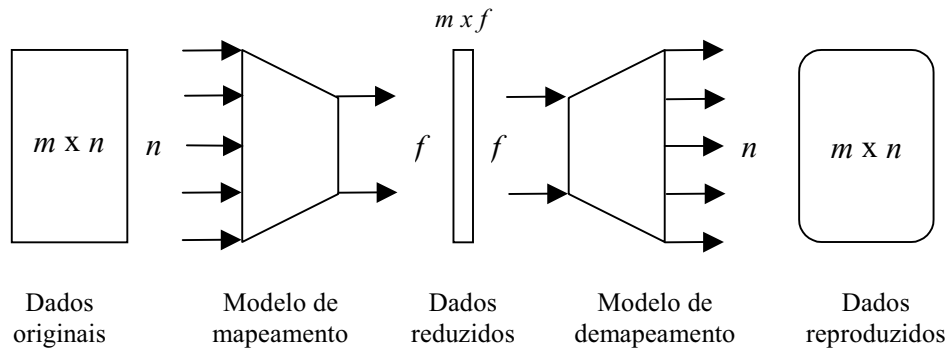 m x f
m x n
n
f
f
n
m x n
Dados
originais
Modelo de
mapeamento
Dados
reduzidos
Modelo de
demapeamento
Dados
reproduzidos